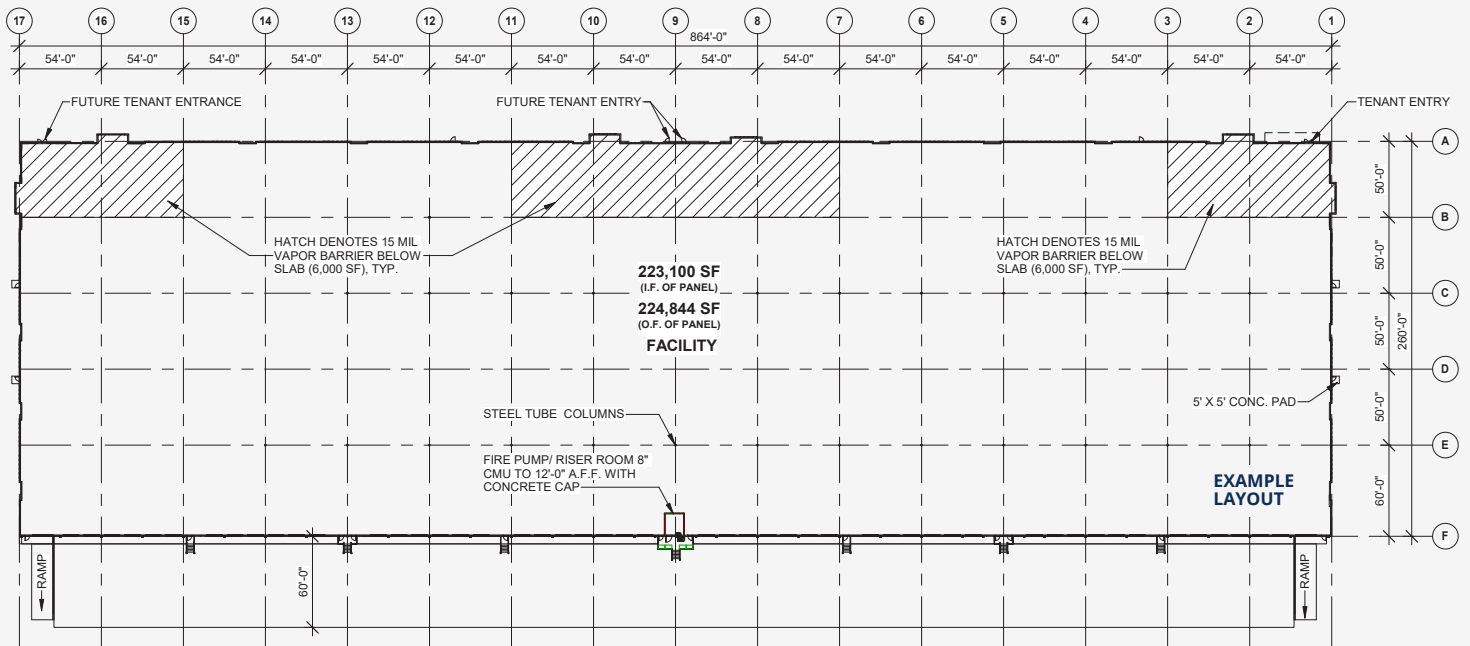 17 16 15 14 13 12 11 10 9 8 7 6 5 4 3 2 1
864'-0"
54'-0" 54'-0" 54'-0" 54'-0" 54'-0" 54'-0" 54'-0" 54'-0" 54'-0" 54'-0" 54'-0" 54'-0" 54'-0" 54'-0" 54'-0" 54'-0"
FUTURE TENANT ENTRANCE
FUTURE TENANT ENTRY
TENANT ENTRY
A
50'-0"
B
HATCH DENOTES 15 MIL
VAPOR BARRIER BELOW
SLAB (6,000 SF), TYP.
223,100 SF
(I.F. OF PANEL)
224,844 SF
(O.F. OF PANEL)
FACILITY
HATCH DENOTES 15 MIL
VAPOR BARRIER BELOW
SLAB (6,000 SF), TYP.
50'-0"
C
50'-0"
260'-0"
D
5' X 5' CONC. PAD
50'-0"
STEEL TUBE COLUMNS
E
FIRE PUMP/ RISER ROOM 8"
CMU TO 12'-0" A.F.F. WITH
CONCRETE CAP
EXAMPLE
LAYOUT
60'-0"
F
RAMP
60'-0"
RAMP